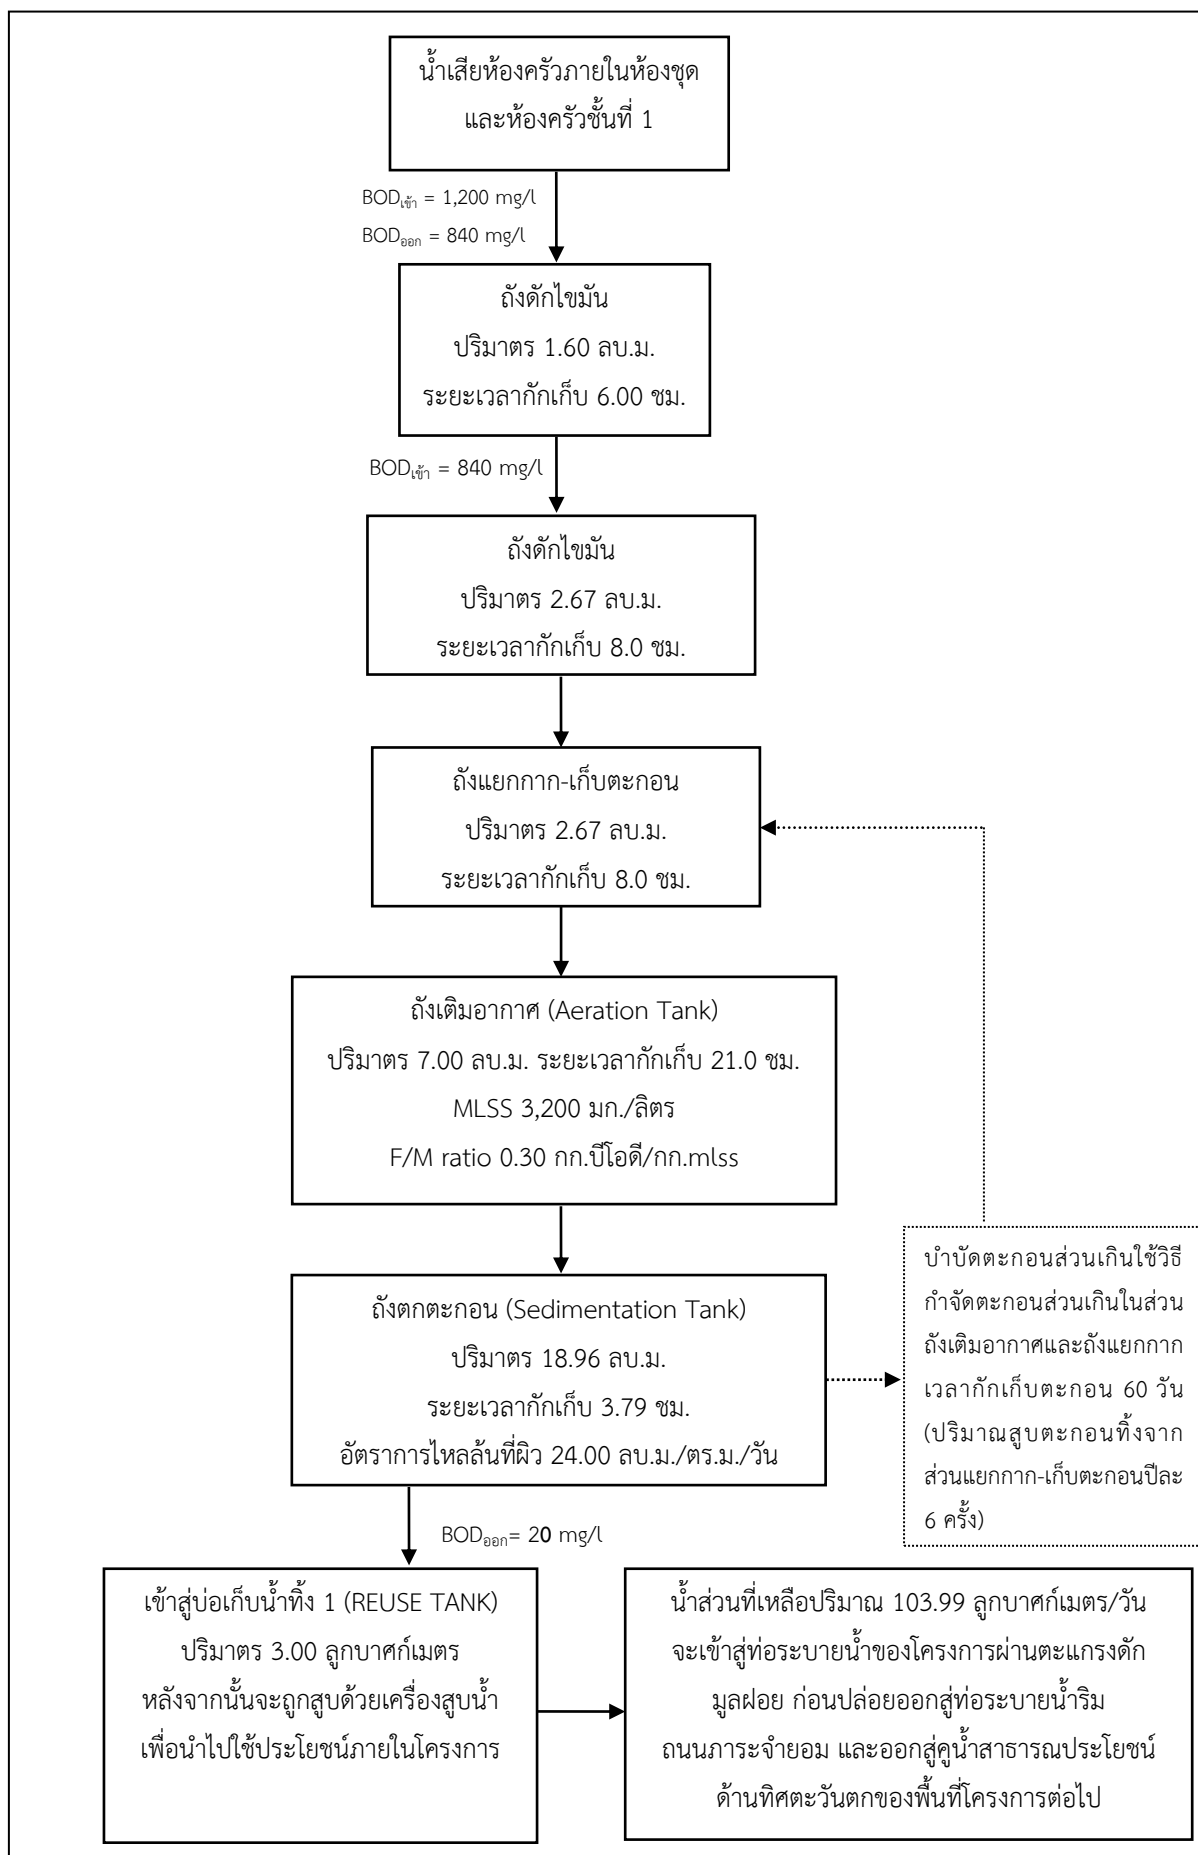 น้ำเสียห้องครัวภายในห้องชุด
และห้องครัวชั้นที่ 1
BODเข้า = 1,200 mg/l
BODออก = 840 mg/l
ถังดักไขมัน
ปริมาตร 1.60 ลบ.ม.
ระยะเวลากักเก็บ 6.00 ชม.
BODเข้า = 840 mg/l
ถังดักไขมัน
ปริมาตร 2.67 ลบ.ม.
ระยะเวลากักเก็บ 8.0 ชม.
ถังแยกกาก-เก็บตะกอน
ปริมาตร 2.67 ลบ.ม.
ระยะเวลากักเก็บ 8.0 ชม.
ถังเติมอากาศ (Aeration Tank)
ปริมาตร 7.00 ลบ.ม. ระยะเวลากักเก็บ 21.0 ชม.
MLSS 3,200 มก./ลิตร
F/M ratio 0.30 กก.บีโอดี/กก.mlss
ถังตกตะกอน (Sedimentation Tank)
ปริมาตร 18.96 ลบ.ม.
ระยะเวลากักเก็บ 3.79 ชม.
อัตราการไหลล้นที่ผิว 24.00 ลบ.ม./ตร.ม./วัน
บำบัดตะกอนส่วนเกินใช้วิธี
กำจัดตะกอนส่วนเกินในส่วน
ถังเติมอากาศและถังแยกกาก
เวลากักเก็บตะกอน 60 วัน
(ปริมาณสูบตะกอนทิ้งจาก
ส่วนแยกกาก-เก็บตะกอนปีละ
6 ครั้ง)
BODออก= 20 mg/l
เข้าสู่บ่อเก็บน้ำทิ้ง 1 (REUSE TANK)
ปริมาตร 3.00 ลูกบาศก์เมตร
หลังจากนั้นจะถูกสูบด้วยเครื่องสูบน้ำ
เพื่อนำไปใช้ประโยชน์ภายในโครงการ
น้ำส่วนที่เหลือปริมาณ 103.99 ลูกบาศก์เมตร/วัน
จะเข้าสู่ท่อระบายน้ำของโครงการผ่านตะแกรงดัก
มูลฝอย ก่อนปล่อยออกสู่ท่อระบายน้ำริม
ถนนภาระจำยอม และออกสู่คูน้ำสาธารณประโยชน์
ด้านทิศตะวันตกของพื้นที่โครงการต่อไป